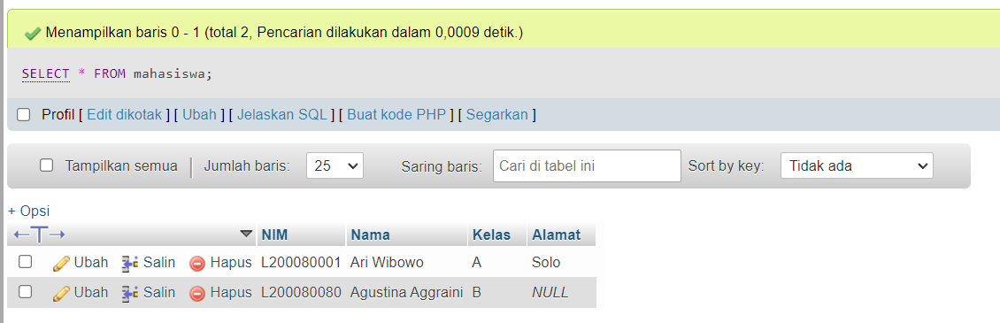 Menampilkan baris 0 - 1 (total 2, Pencarian dilakukan dalam 0,0009 detik.)
SELECT * FROM mahasiswa;
Profil [ Edit dikotak ] [ Ubah ] [ Jelaskan SQL ] [ Buat kode PHP ] [ Segarkan ]
Tampilkan semua Jumlah baris: 25 Saring baris: Cari di tabel ini Sort by key: Tidak ada
+ Opsi
←T→ NIM Nama Kelas Alamat
Ubah Salin Hapus L200080001 Ari Wibowo A Solo
Ubah Salin Hapus L200080080 Agustina Aggraini B NULL